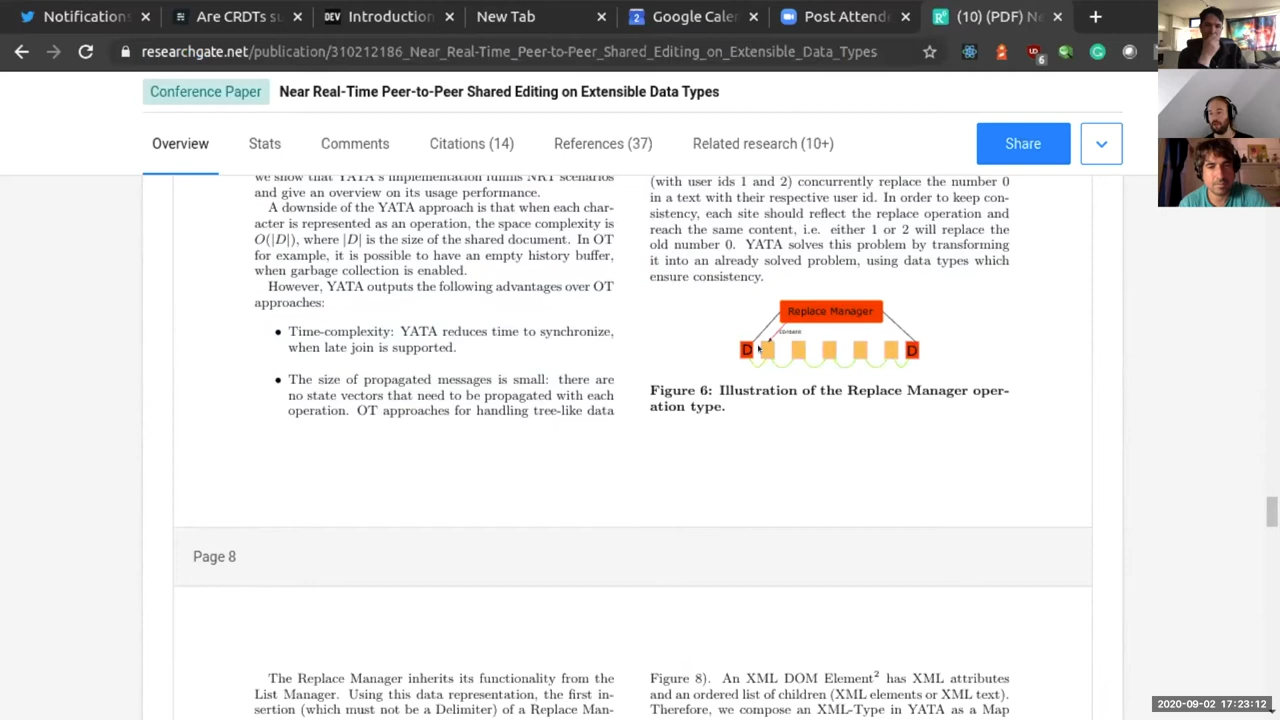 Notifications
Are CRDTs su
DEV
Introduction
New Tab
2
Google Caler
Post Attend
(10) (PDF) Ne
researchgate.net/publication/310212186_Near_Real-Time_Peer-to-Peer_Shared_Editing_on_Extensible_Data_Types
6
Conference Paper
Near Real-Time Peer-to-Peer Shared Editing on Extensible Data Types
Overview
Stats
Comments
Citations (14)
References (37)
Related research (10+)
Share
we show that YATA's implementation fulfills NRT scenarios
and give an overview on its usage performance.
A downside of the YATA approach is that when each char-
acter is represented as an operation, the space complexity is
O(|D|), where |D| is the size of the shared document. In OT
for example, it is possible to have an empty history buffer,
when garbage collection is enabled.
However, YATA outputs the following advantages over OT
approaches:
• Time-complexity: YATA reduces time to synchronize,
when late join is supported.
• The size of propagated messages is small: there are
no state vectors that need to be propagated with each
operation. OT approaches for handling tree-like data
(with user ids 1 and 2) concurrently replace the number 0
in a text with their respective user id. In order to keep con-
sistency, each site should reflect the replace operation and
reach the same content, i.e. either 1 or 2 will replace the
old number 0. YATA solves this problem by transforming
it into an already solved problem, using data types which
ensure consistency.
Replace Manager
content
D
D
Figure 6: Illustration of the Replace Manager oper-
ation type.
Page 8
The Replace Manager inherits its functionality from the
List Manager. Using this data representation, the first in-
sertion (which must not be a Delimiter) of a Replace Man-
Figure 8). An XML DOM Element2 has XML attributes
and an ordered list of children (XML elements or XML text).
Therefore, we compose an XML-Type in YATA as a Map
2020-09-02 17:23:12